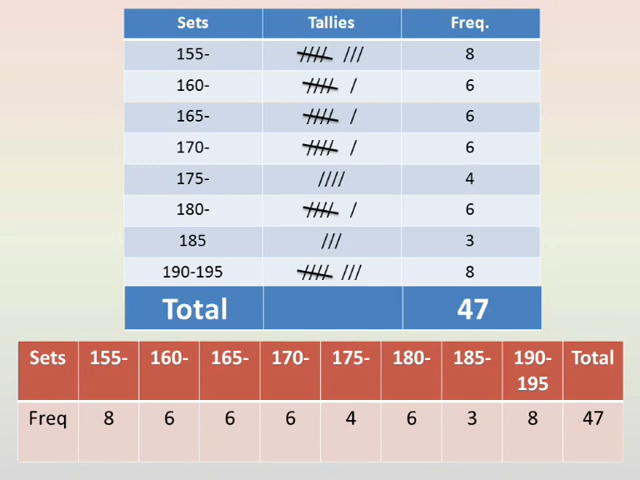 Sets Tallies Freq.
155- 8
160- 6
165- 6
170- 6
175- //// 4
180- 6
185 /// 3
190-195 8
Total 47
Sets 155- 160- 165- 170- 175- 180- 185- 190-195 Total
Freq 8 6 6 6 4 6 3 8 47